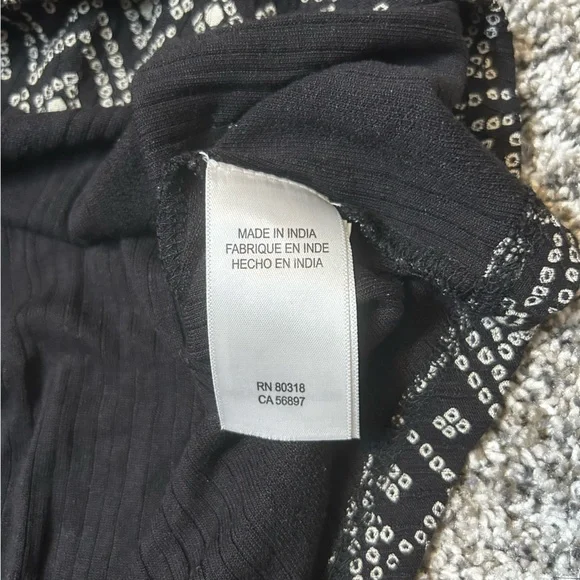 MADE IN INDIA
FABRIQUE EN INDE
HECHO EN INDIA
RN 80318
CA 56897